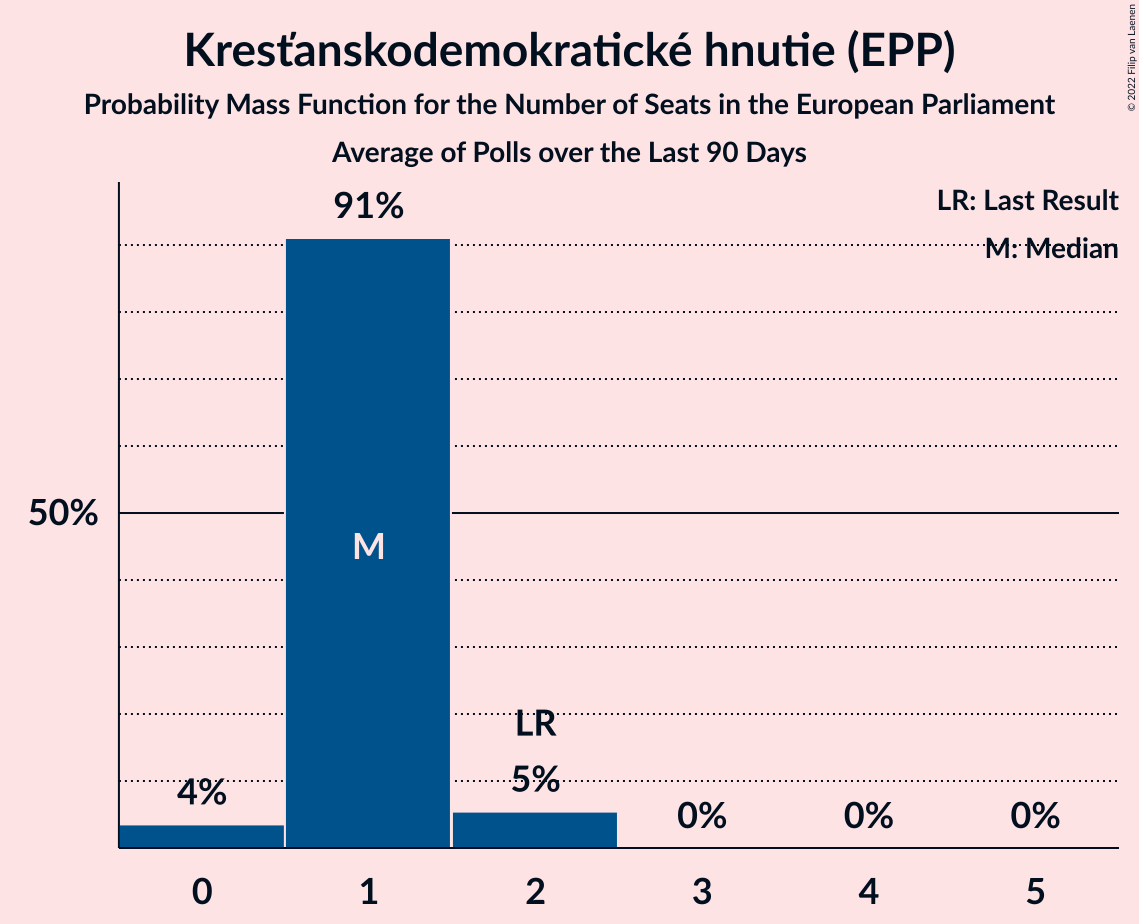 Kresťanskodemokratické hnutie (EPP)
Probability Mass Function for the Number of Seats in the European Parliament
Average of Polls over the Last 90 Days
© 2022 Filip van Laenen
LR: Last Result
M: Median
91%
50%
M
LR
4%
5%
0%
0%
0%
0
1
2
3
4
5